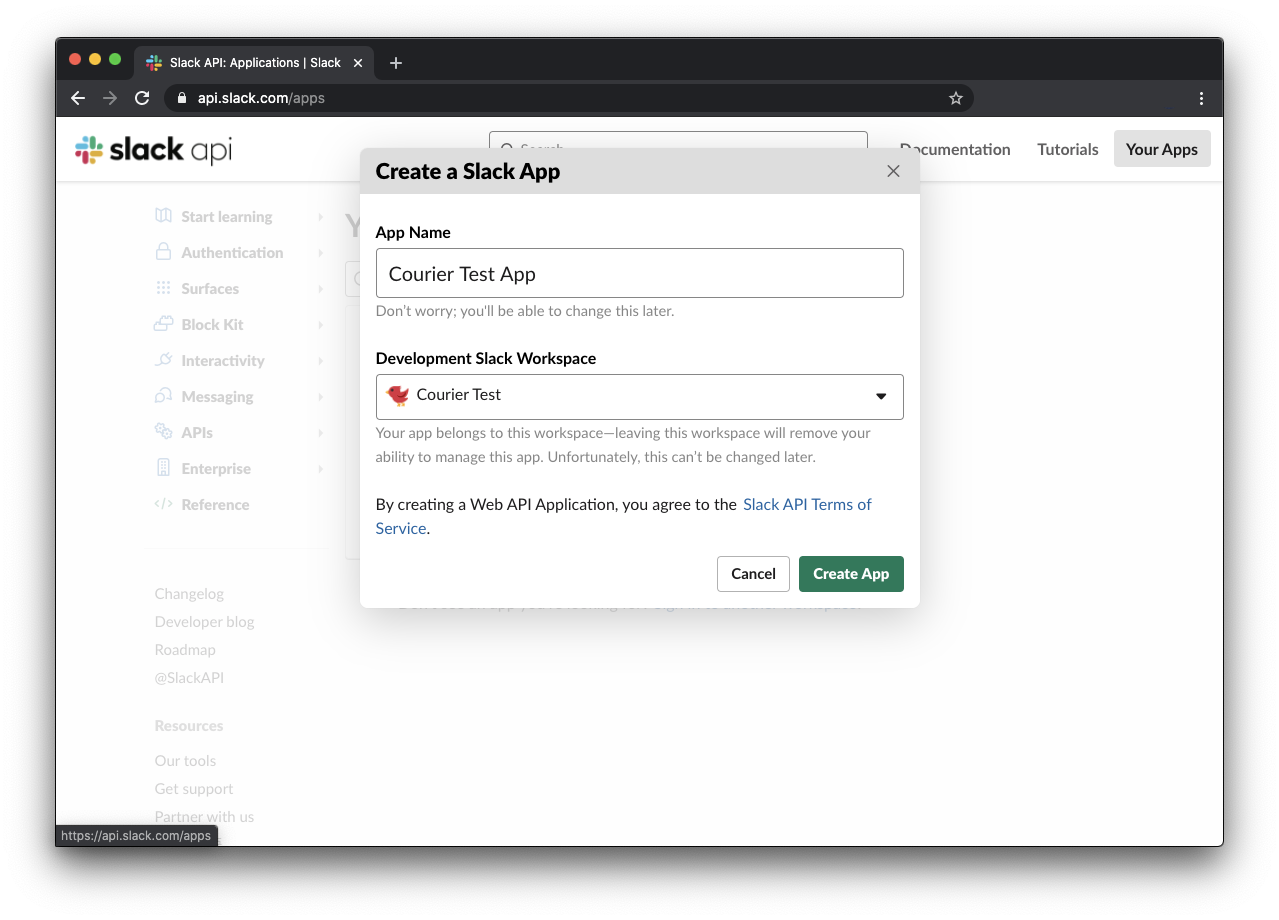 Slack API: Applications | Slack
api.slack.com/apps
slack api
Search
Documentation
Tutorials
Your Apps
Create a Slack App
Start learning
Authentication
Surfaces
Block Kit
Interactivity
Messaging
APIs
Enterprise
Reference
Changelog
Developer blog
Roadmap
@SlackAPI
Resources
Our tools
Get support
Partner with us
App Name
Courier Test App
Don't worry; you'll be able to change this later.
Development Slack Workspace
Courier Test
Your app belongs to this workspace—leaving this workspace will remove your
ability to manage this app. Unfortunately, this can't be changed later.
By creating a Web API Application, you agree to the Slack API Terms of
Service.
Cancel
Create App
https://api.slack.com/apps